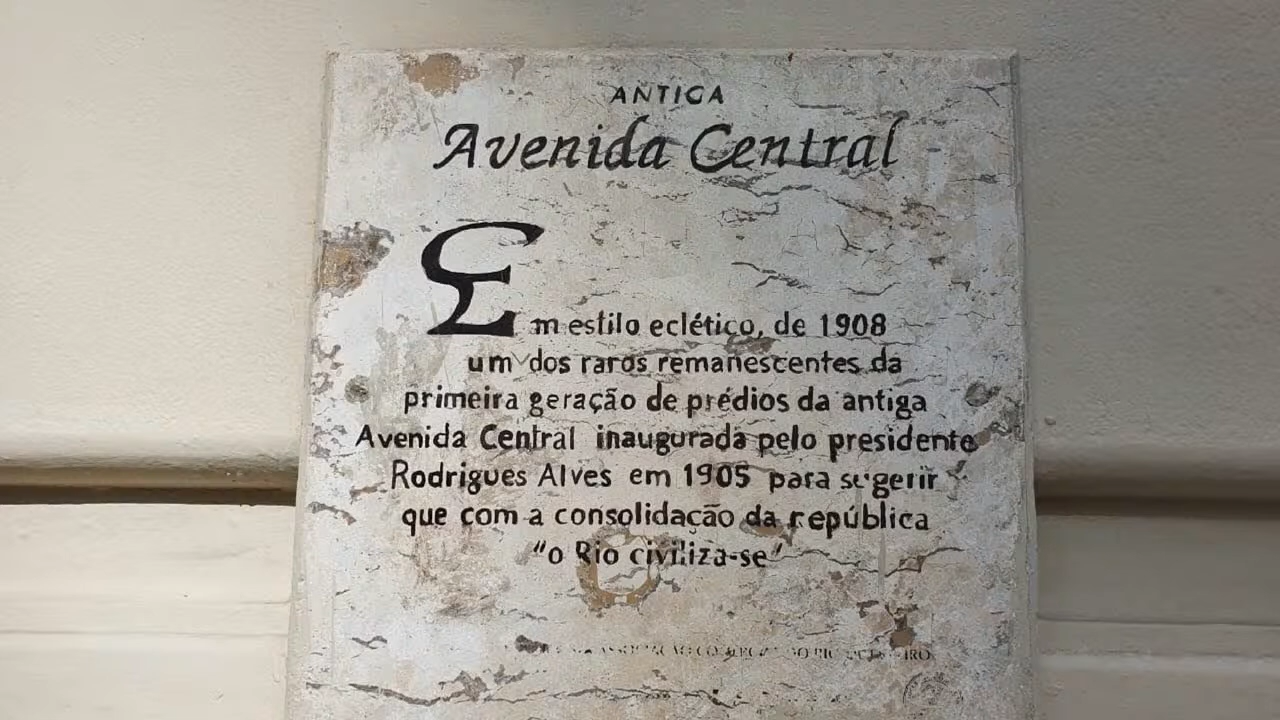 ANTIGA
Avenida Central
Em estilo eclético, de 1908
um dos raros remanescentes da
primeira geração de prédios da antiga
Avenida Central inaugurada pelo presidente
Rodrigues Alves em 1905 para sugerir
que com a consolidação da república
"o Rio civiliza-se"
ASSOCIAÇÃO